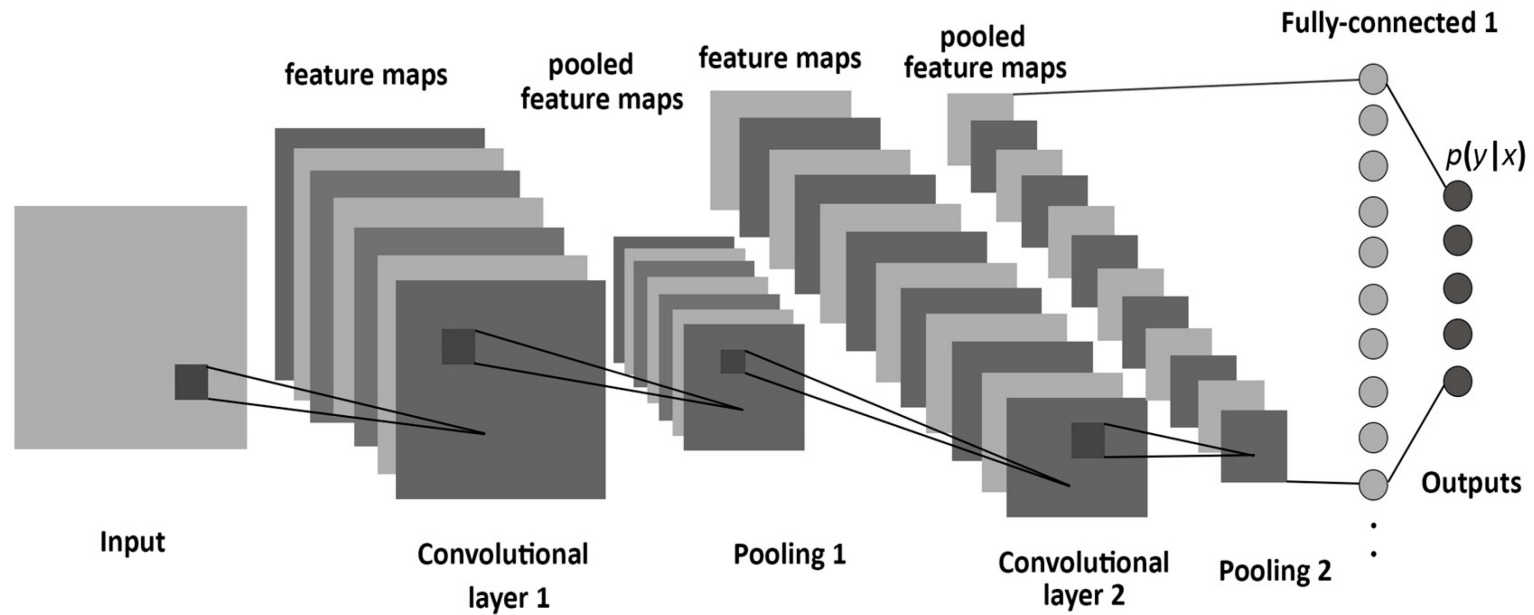 Fully-connected 1
feature maps
pooled
feature maps
feature maps
pooled
feature maps
p(y|x)
Outputs
Input
Convolutional
layer 1
Pooling 1
Convolutional
layer 2
Pooling 2